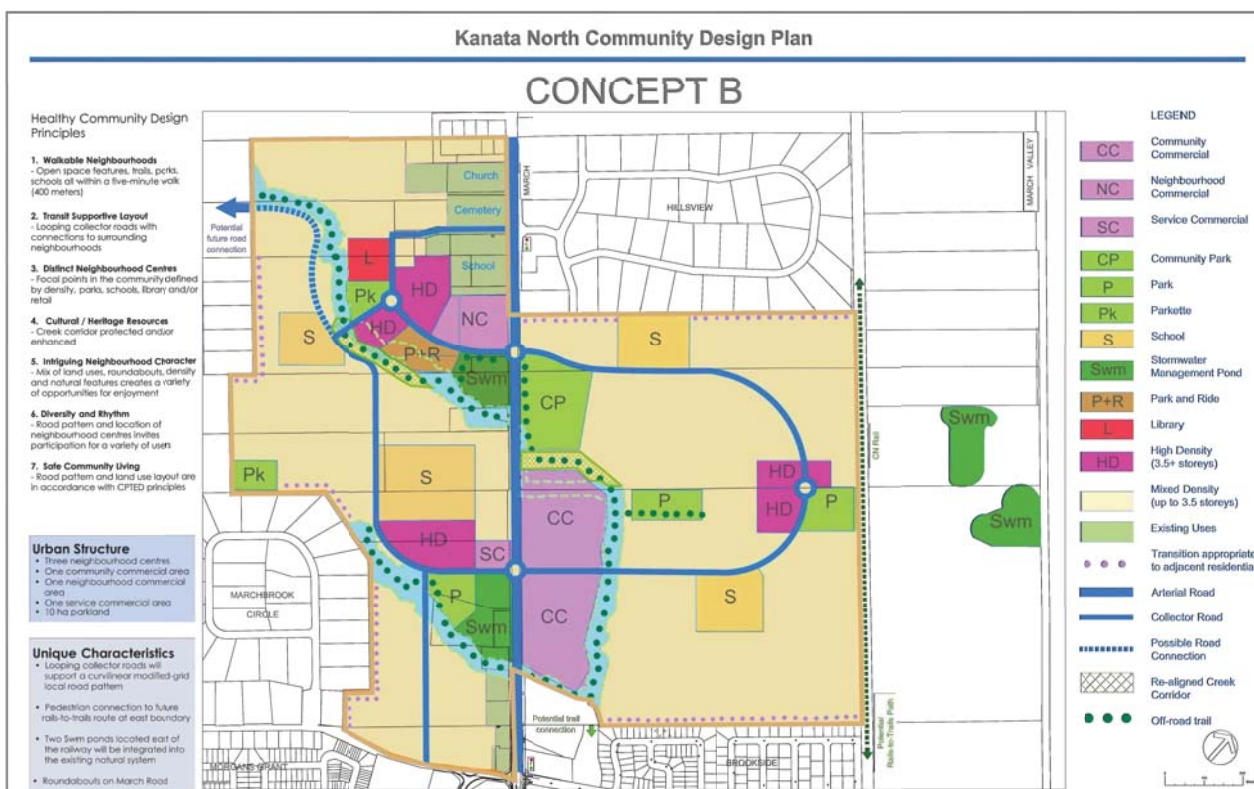 Kanata North Community Design Plan
CONCEPT B
Healthy Community Design
Principles
1. Walkable Neighbourhoods
- Open space features, trails, parks,
schools all within a five-minute walk
(400 meters)
2. Transit Supportive Layout
- Looping collector roads with
connections to surrounding
neighbourhoods
3. Distinct Neighbourhood Centres
- Focal points in the community defined
by density, parks, schools, library and/or
retail
4. Cultural / Heritage Resources
- Creek corridor protected and/or
enhanced
5. Intriguing Neighbourhood Character
- Mix of land uses, roundabouts, density
and natural features creates a variety
of opportunities for enjoyment
6. Diversity and Rhythm
- Road pattern and location of
neighbourhood centres invites
participation for a variety of users
7. Safe Community Living
- Road pattern and land use layout are
in accordance with CPTED principles
Urban Structure
• Three neighbourhood centres
• One community commercial area
• One neighbourhood commercial
area
• One service commercial area
• 10 ha parkland
Unique Characteristics
• Looping collector roads will
support a curvilinear modified-grid
local road pattern
• Pedestrian connection to future
rails-to-trails route at east boundary
• Two Swm ponds located east of
the railway will be integrated into
the existing natural system
• Roundabouts on March Road
Potential
future road
connection
Church
Cemetery
School
MARCH
HILLSVIEW
MARCH VALLEY
L
Pk
HD
HD
NC
S
P+R
Swm
S
CP
CN Rail
Swm
Pk
S
HD
HD
P
P
CC
Swm
HD
SC
MARCHBROOK
CIRCLE
P
Swm
CC
S
Potential trail
connection
Potential
Rails-to-Trails Path
MORGANS GRANT
BROOKSIDE
LEGEND
CC
Community
Commercial
NC
Neighbourhood
Commercial
SC
Service Commercial
CP
Community Park
P
Park
Pk
Parkette
S
School
Swm
Stormwater
Management Pond
P+R
Park and Ride
L
Library
HD
High Density
(3.5+ storeys)
Mixed Density
(up to 3.5 storeys)
Existing Uses
Transition appropriate
to adjacent residential
Arterial Road
Collector Road
Possible Road
Connection
Re-aligned Creek
Corridor
Off-road trail